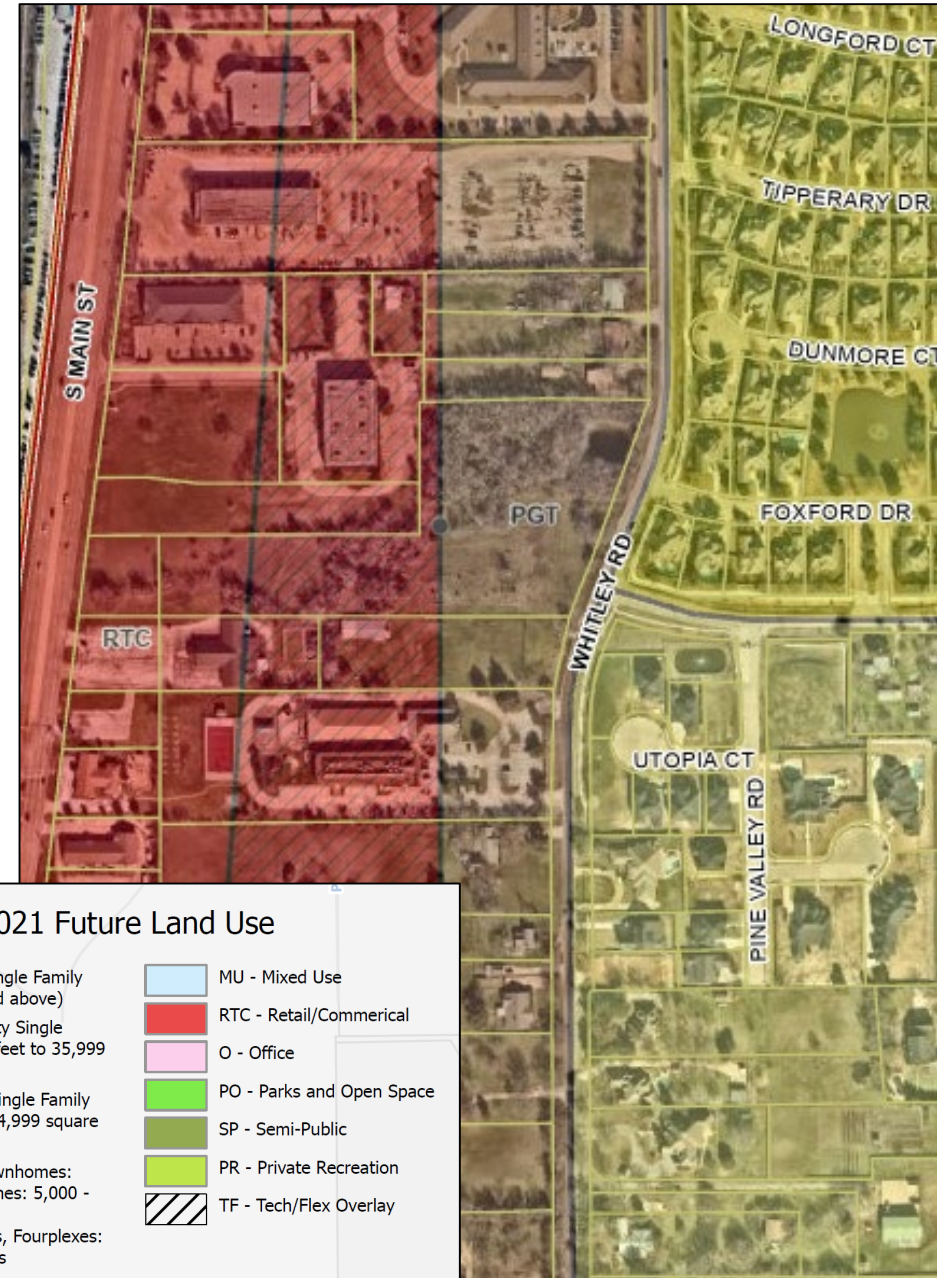 LONGFORD CT
TIPPERARY DR
S MAIN ST
DUNMORE CT
PGT
FOXFORD DR
WHITLEY RD
RTC
UTOPIA CT
PINE VALLEY RD
021 Future Land Use
ngle Family
d above)
y Single
feet to 35,999
ingle Family
4,999 square
wnhomes:
nes: 5,000 -
s, Fourplexes:
s
MU - Mixed Use
RTC - Retail/Commerical
O - Office
PO - Parks and Open Space
SP - Semi-Public
PR - Private Recreation
TF - Tech/Flex Overlay